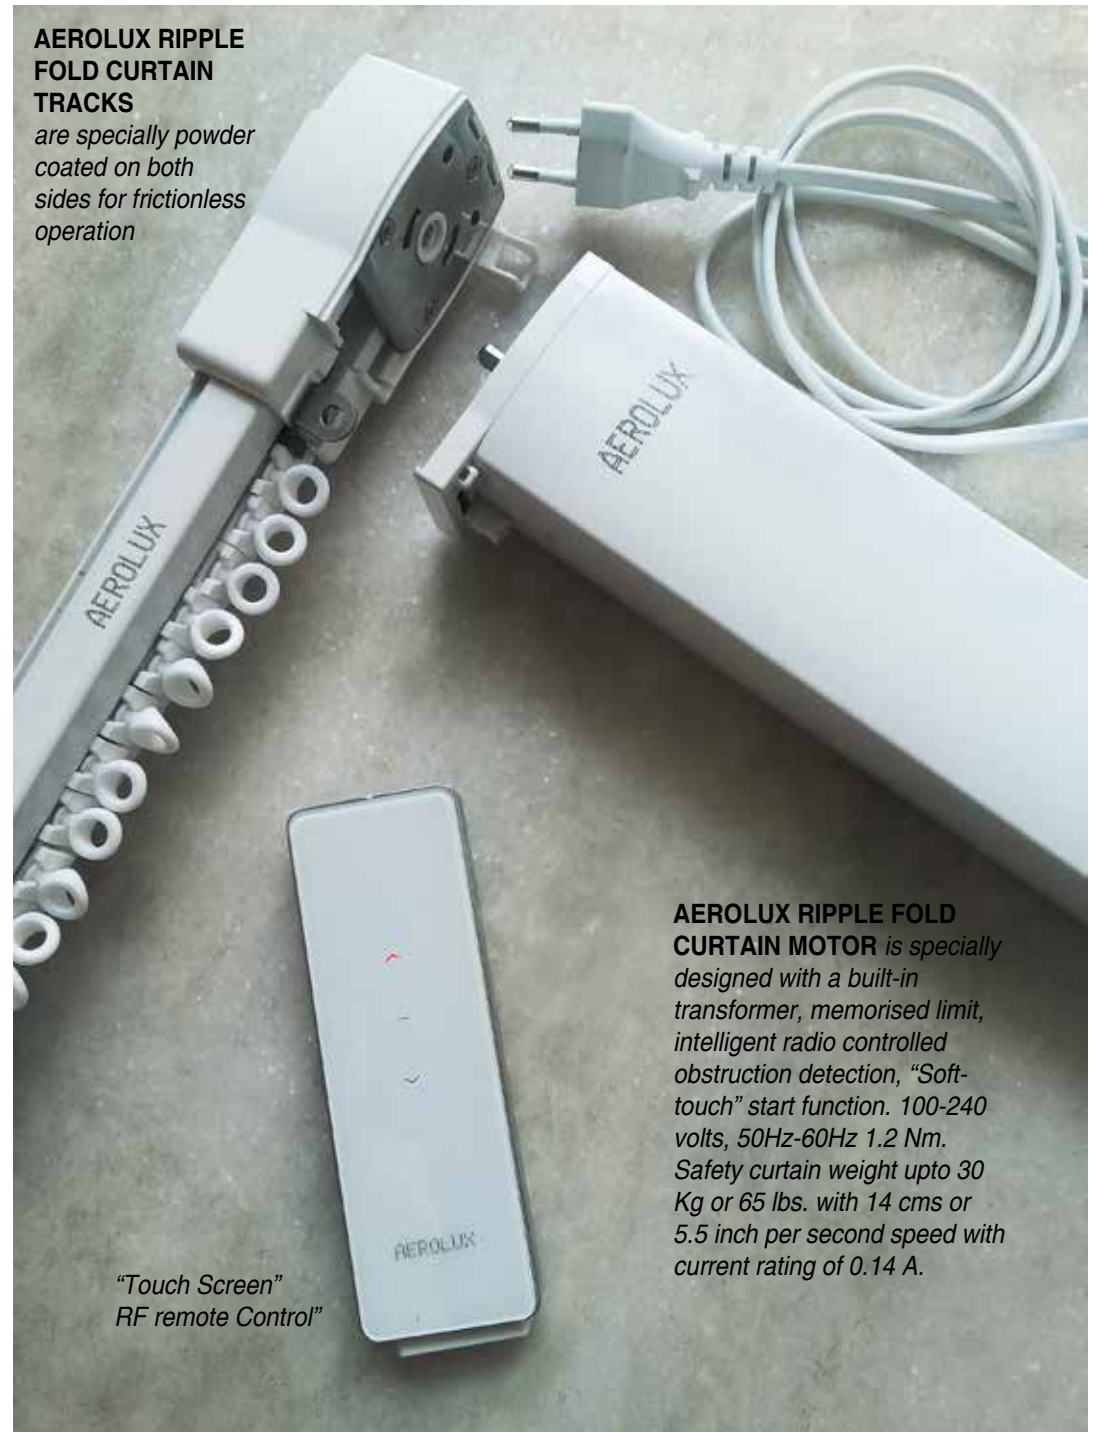 AEROLUX RIPPLE
FOLD CURTAIN
TRACKS
are specially powder
coated on both
sides for frictionless
operation
AEROLUX
AEROLUX
AEROLUX RIPPLE FOLD
CURTAIN MOTOR is specially
designed with a built-in
transformer, memorised limit,
intelligent radio controlled
obstruction detection, “Soft-
touch” start function. 100-240
volts, 50Hz-60Hz 1.2 Nm.
Safety curtain weight upto 30
Kg or 65 lbs. with 14 cms or
5.5 inch per second speed with
current rating of 0.14 A.
AEROLUX
“Touch Screen”
RF remote Control”